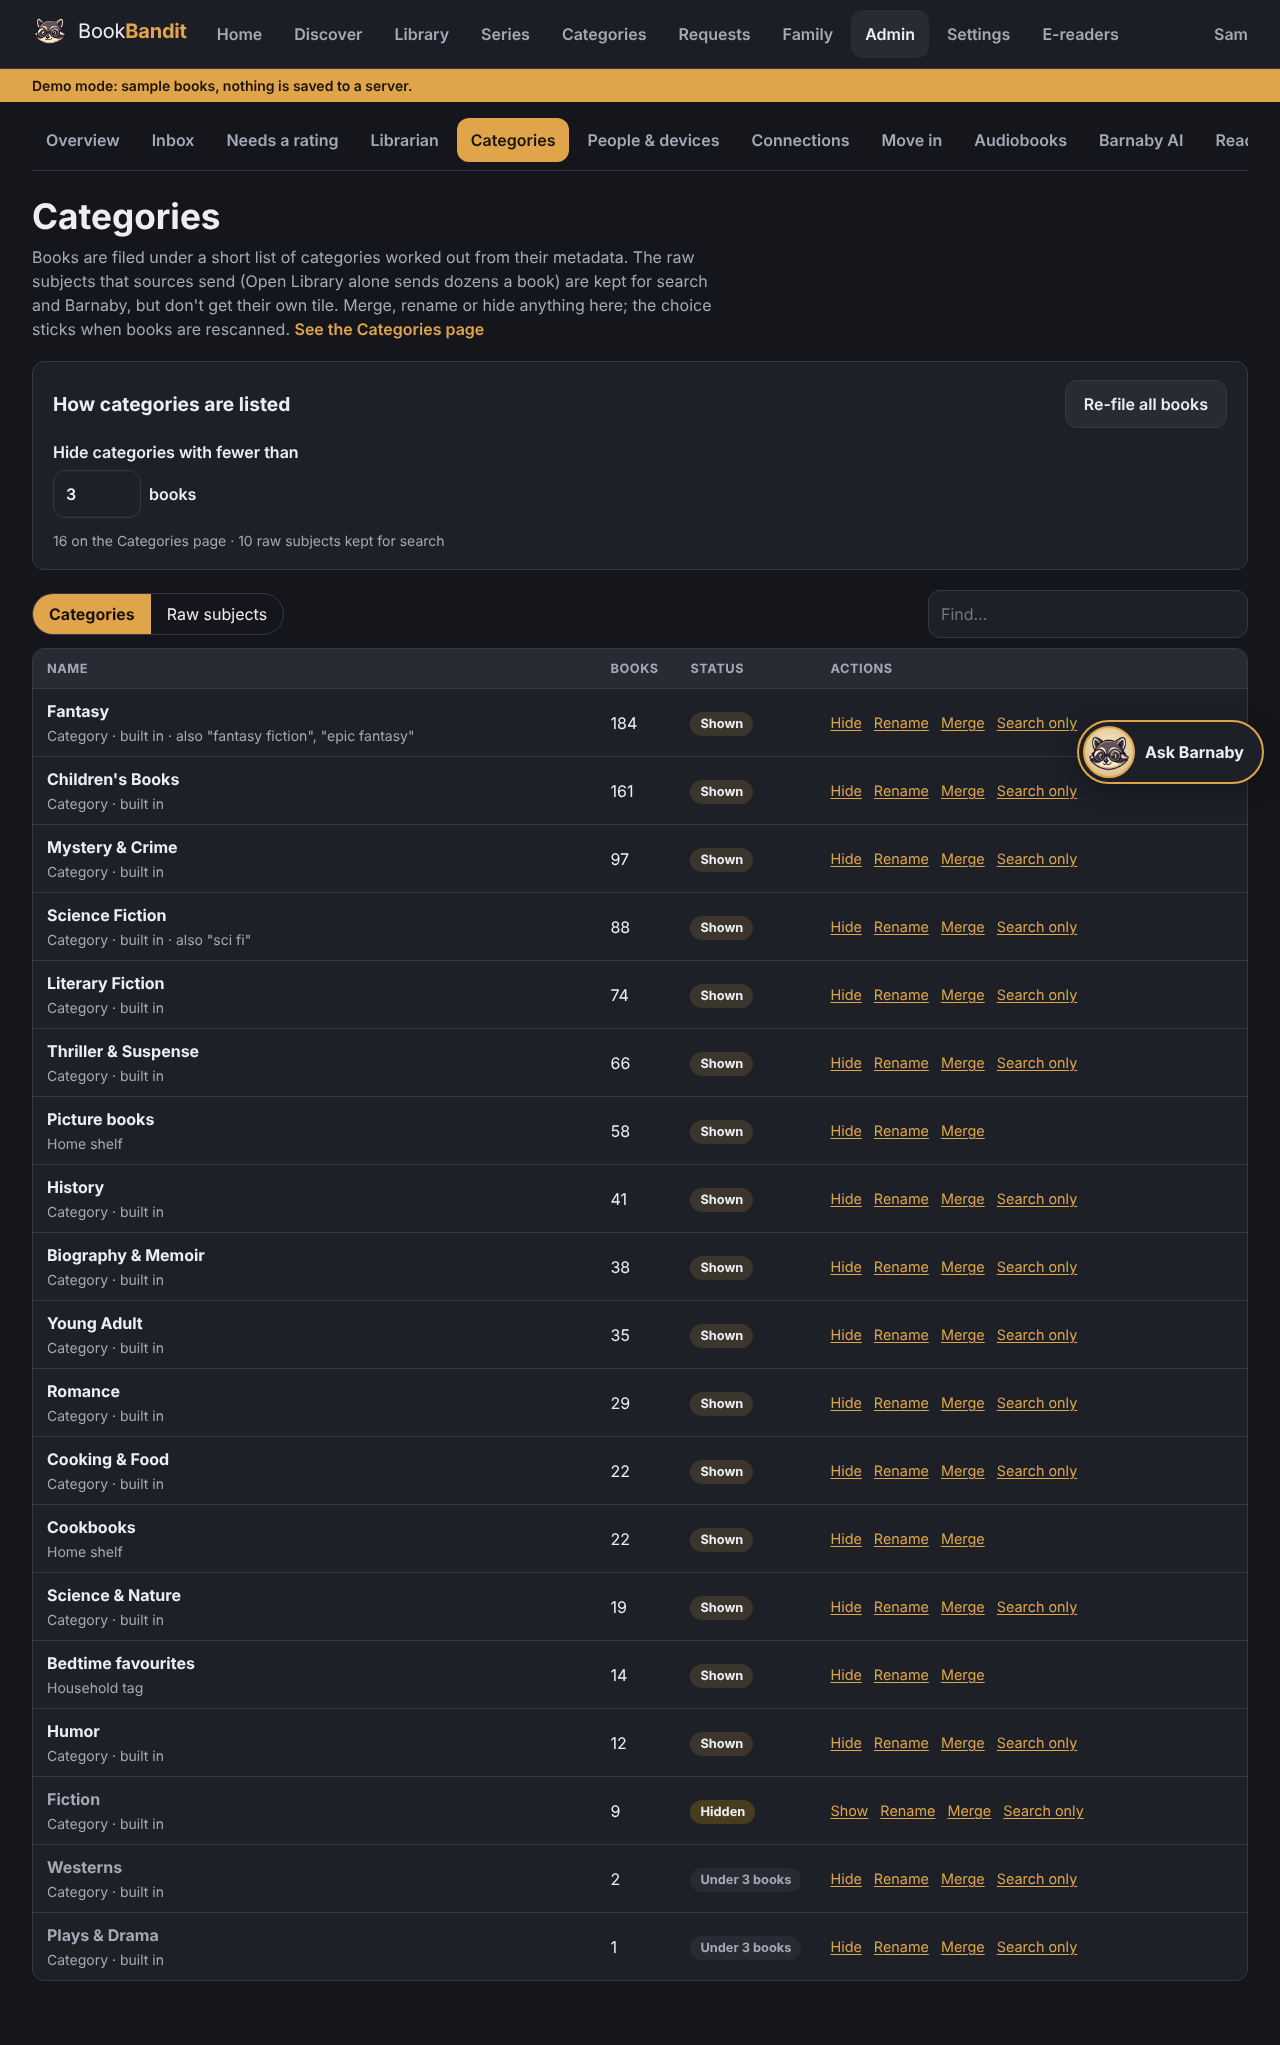 BookBandit
Home Discover Library Series Categories Requests Family Admin Settings E-readers Sam
Demo mode: sample books, nothing is saved to a server.
Overview Inbox Needs a rating Librarian Categories People & devices Connections Move in Audiobooks Barnaby AI
Categories
Books are filed under a short list of categories worked out from their metadata. The raw
subjects that sources send (Open Library alone sends dozens a book) are kept for search
and Barnaby, but don't get their own tile. Merge, rename or hide anything here; the choice
sticks when books are rescanned. See the Categories page
How categories are listed
Re-file all books
Hide categories with fewer than
3 books
16 on the Categories page · 10 raw subjects kept for search
Categories Raw subjects
Find...
NAME BOOKS STATUS ACTIONS
Fantasy
Category · built in · also "fantasy fiction", "epic fantasy"
184 Shown Hide Rename Merge Search only
Ask Barnaby
Children's Books
Category · built in
161 Shown Hide Rename Merge Search only
Mystery & Crime
Category · built in
97 Shown Hide Rename Merge Search only
Science Fiction
Category · built in · also "sci fi"
88 Shown Hide Rename Merge Search only
Literary Fiction
Category · built in
74 Shown Hide Rename Merge Search only
Thriller & Suspense
Category · built in
66 Shown Hide Rename Merge Search only
Picture books
Home shelf
58 Shown Hide Rename Merge
History
Category · built in
41 Shown Hide Rename Merge Search only
Biography & Memoir
Category · built in
38 Shown Hide Rename Merge Search only
Young Adult
Category · built in
35 Shown Hide Rename Merge Search only
Romance
Category · built in
29 Shown Hide Rename Merge Search only
Cooking & Food
Category · built in
22 Shown Hide Rename Merge Search only
Cookbooks
Home shelf
22 Shown Hide Rename Merge
Science & Nature
Category · built in
19 Shown Hide Rename Merge Search only
Bedtime favourites
Household tag
14 Shown Hide Rename Merge
Humor
Category · built in
12 Shown Hide Rename Merge Search only
Fiction
Category · built in
9 Hidden Show Rename Merge Search only
Westerns
Category · built in
2 Under 3 books Hide Rename Merge Search only
Plays & Drama
Category · built in
1 Under 3 books Hide Rename Merge Search only